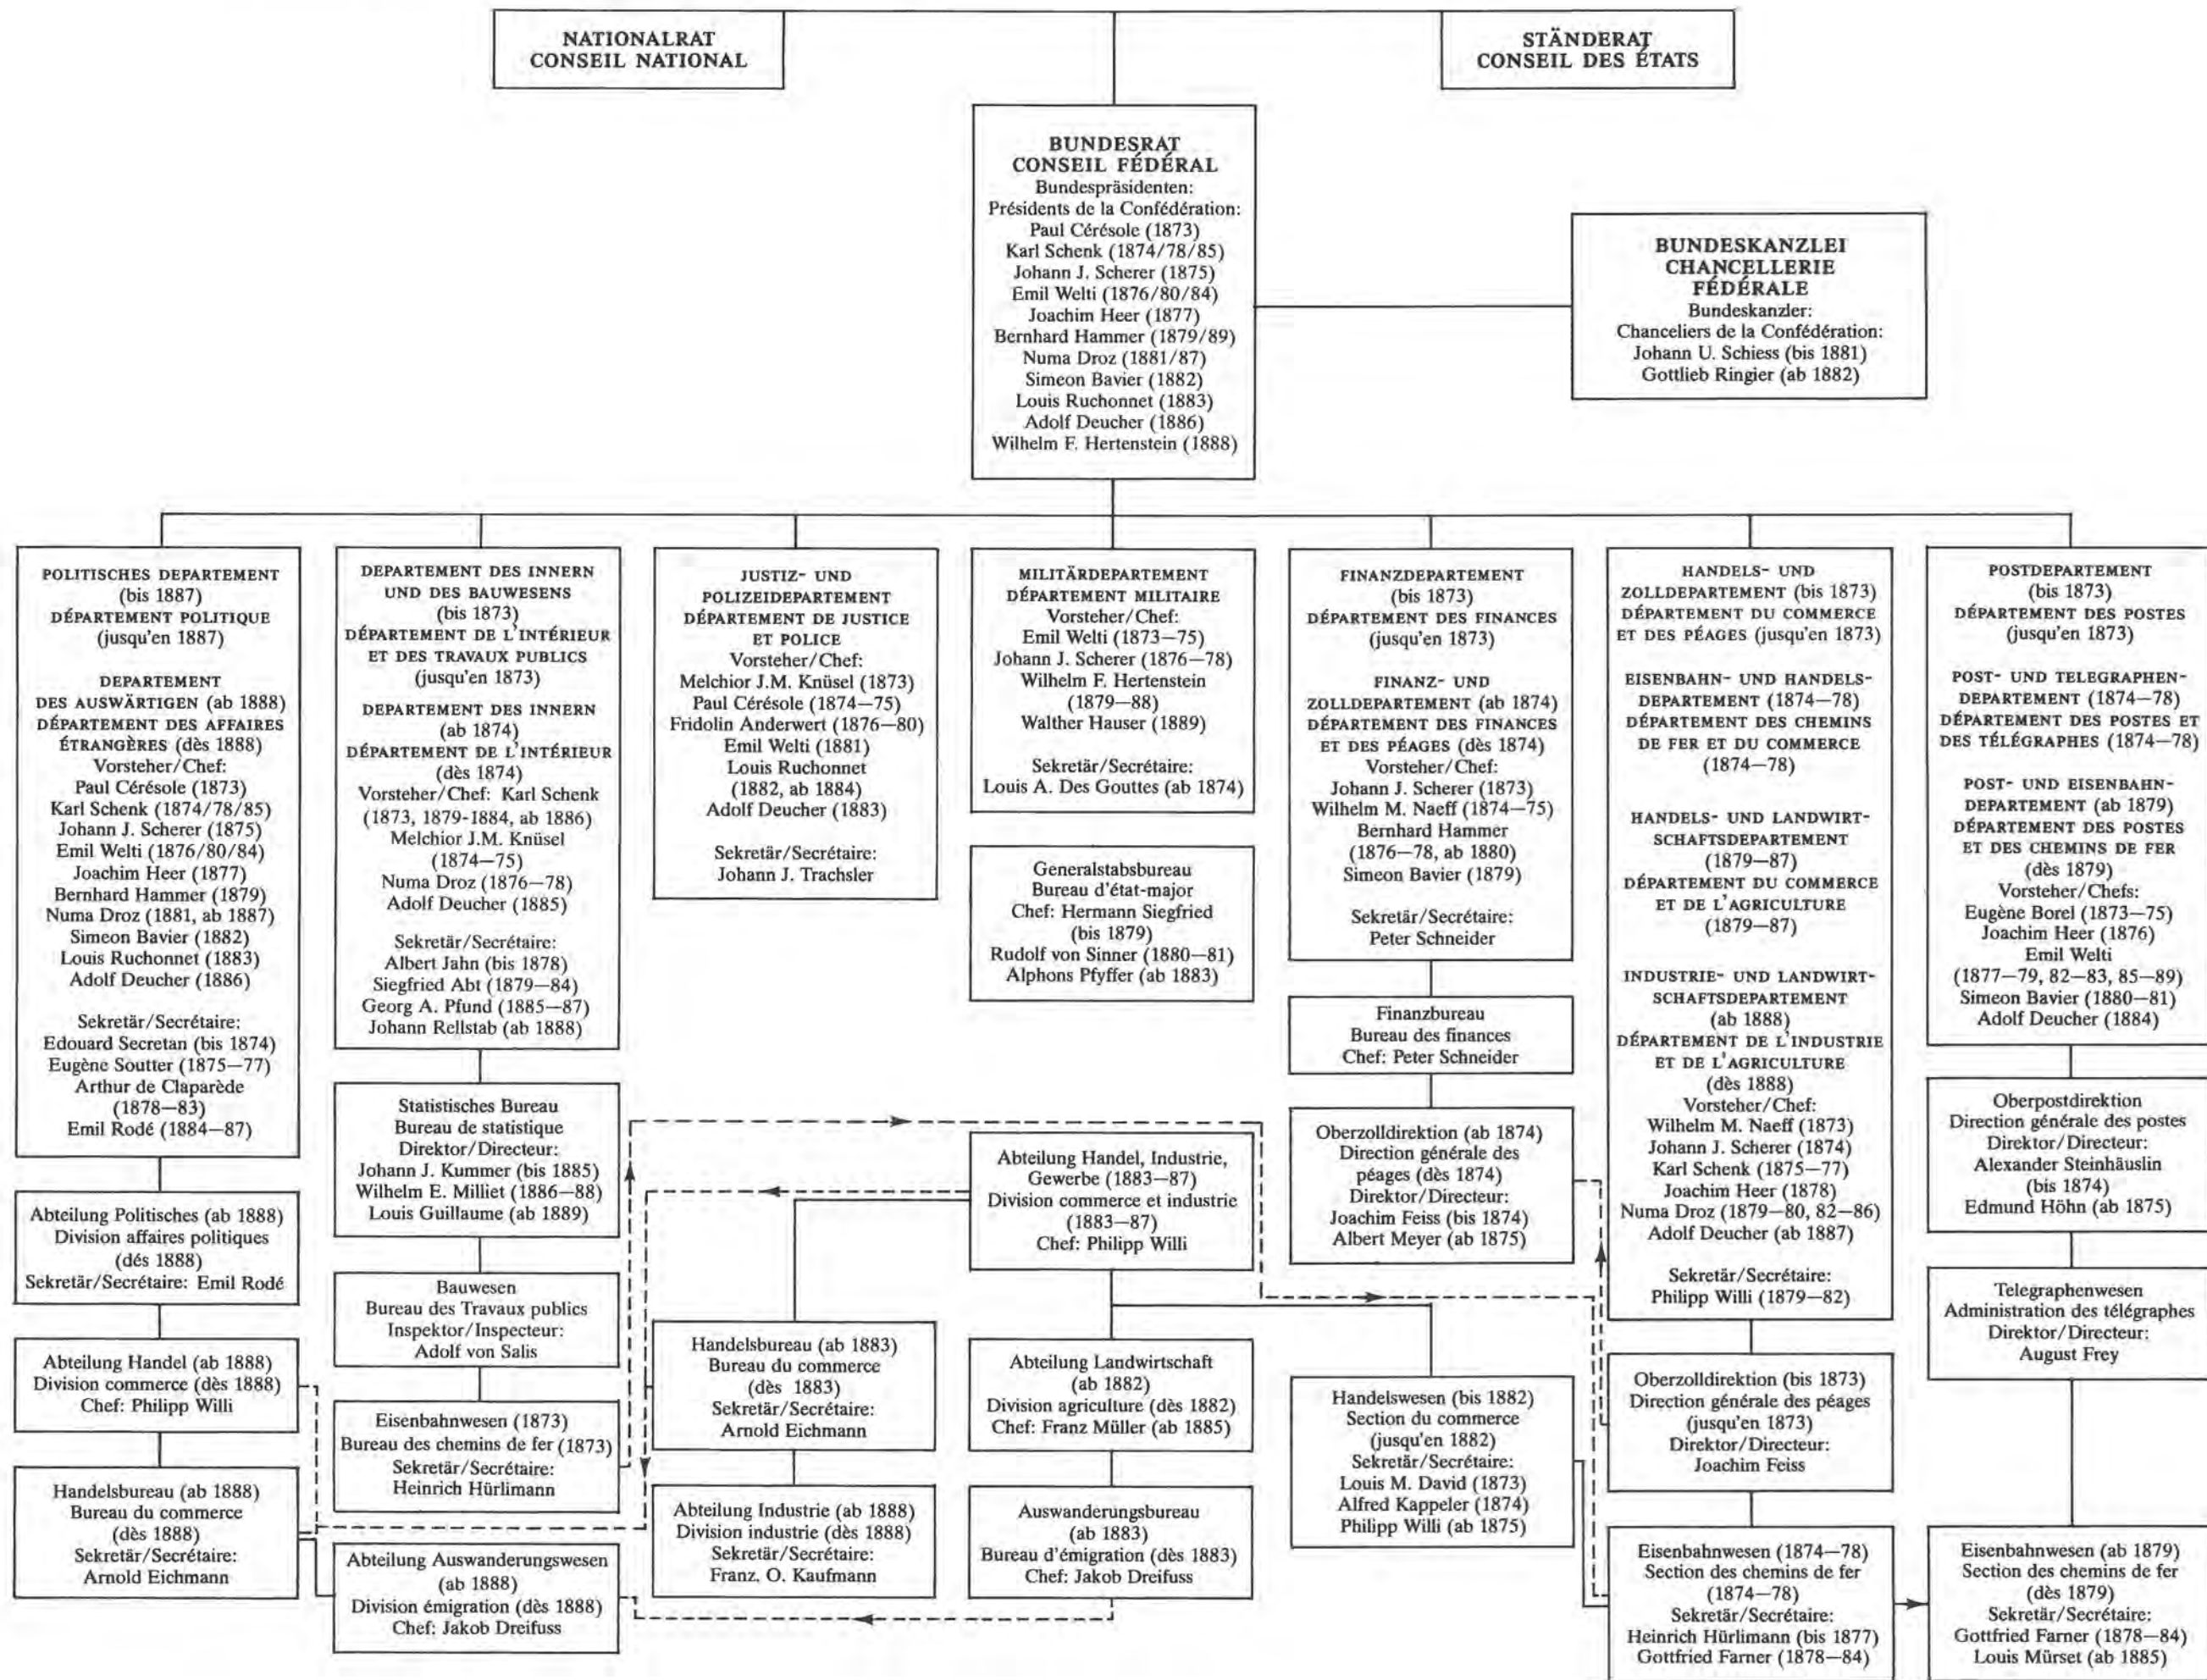 NATIONALRAT
CONSEIL NATIONAL
STÄNDERAT
CONSEIL DES ÉTATS
BUNDESRAT
CONSEIL FÉDÉRAL
Bundespräsidenten:
Présidents de la Confédération:
Paul Cérésole (1873)
Karl Schenk (1874/78/85)
Johann J. Scherer (1875)
Emil Welti (1876/80/84)
Joachim Heer (1877)
Bernhard Hammer (1879/89)
Numa Droz (1881/87)
Simeon Bavier (1882)
Louis Ruchonnet (1883)
Adolf Deucher (1886)
Wilhelm F. Hertenstein (1888)
BUNDESKANZLEI
CHANCELLERIE
FÉDÉRALE
Bundeskanzler:
Chanceliers de la Confédération:
Johann U. Schiess (bis 1881)
Gottlieb Ringier (ab 1882)
POLITISCHES DEPARTEMENT
(bis 1887)
DÉPARTEMENT POLITIQUE
(jusqu'en 1887)
DEPARTEMENT
DES AUSWÄRTIGEN (ab 1888)
DÉPARTEMENT DES AFFAIRES
ÉTRANGÈRES (dès 1888)
Vorsteher/Chef:
Paul Cérésole (1873)
Karl Schenk (1874/78/85)
Johann J. Scherer (1875)
Emil Welti (1876/80/84)
Joachim Heer (1877)
Bernhard Hammer (1879)
Numa Droz (1881, ab 1887)
Simeon Bavier (1882)
Louis Ruchonnet (1883)
Adolf Deucher (1886)
Sekretär/Secrétaire:
Edouard Secretan (bis 1874)
Eugène Soutter (1875—77)
Arthur de Claparède
(1878—83)
Emil Rodé (1884—87)
Abteilung Politisches (ab 1888)
Division affaires politiques
(dés 1888)
Sekretär/Secrétaire: Emil Rodé
Abteilung Handel (ab 1888)
Division commerce (dès 1888)
Chef: Philipp Willi
Handelsbureau (ab 1888)
Bureau du commerce
(dès 1888)
Sekretär/Secrétaire:
Arnold Eichmann
DEPARTEMENT DES INNERN
UND DES BAUWESENS
(bis 1873)
DÉPARTEMENT DE L'INTÉRIEUR
ET DES TRAVAUX PUBLICS
(jusqu'en 1873)
DEPARTEMENT DES INNERN
(ab 1874)
DÉPARTEMENT DE L'INTÉRIEUR
(dès 1874)
Vorsteher/Chef: Karl Schenk
(1873, 1879-1884, ab 1886)
Melchior J.M. Knüsel
(1874—75)
Numa Droz (1876—78)
Adolf Deucher (1885)
Sekretär/Secrétaire:
Albert Jahn (bis 1878)
Siegfried Abt (1879—84)
Georg A. Pfund (1885—87)
Johann Rellstab (ab 1888)
Statistisches Bureau
Bureau de statistique
Direktor/Directeur:
Johann J. Kummer (bis 1885)
Wilhelm E. Milliet (1886—88)
Louis Guillaume (ab 1889)
Bauwesen
Bureau des Travaux publics
Inspektor/Inspecteur:
Adolf von Salis
Eisenbahnwesen (1873)
Bureau des chemins de fer (1873)
Sekretär/Secrétaire:
Heinrich Hürlimann
Abteilung Auswanderungswesen
(ab 1888)
Division émigration (dès 1888)
Chef: Jakob Dreifuss
JUSTIZ- UND
POLIZEIDEPARTEMENT
DÉPARTEMENT DE JUSTICE
ET POLICE
Vorsteher/Chef:
Melchior J.M. Knüsel (1873)
Paul Cérésole (1874—75)
Fridolin Anderwert (1876—80)
Emil Welti (1881)
Louis Ruchonnet
(1882, ab 1884)
Adolf Deucher (1883)
Sekretär/Secrétaire:
Johann J. Trachsler
Handelsbureau (ab 1883)
Bureau du commerce
(dès 1883)
Sekretär/Secrétaire:
Arnold Eichmann
Abteilung Industrie (ab 1888)
Division industrie (dès 1888)
Sekretär/Secrétaire:
Franz. O. Kaufmann
MILITÄRDEPARTEMENT
DÉPARTEMENT MILITAIRE
Vorsteher/Chef:
Emil Welti (1873—75)
Johann J. Scherer (1876—78)
Wilhelm F. Hertenstein
(1879—88)
Walther Hauser (1889)
Sekretär/Secrétaire:
Louis A. Des Gouttes (ab 1874)
Generalstabsbureau
Bureau d'état-major
Chef: Hermann Siegfried
(bis 1879)
Rudolf von Sinner (1880—81)
Alphons Pfyffer (ab 1883)
Abteilung Handel, Industrie,
Gewerbe (1883—87)
Division commerce et industrie
(1883—87)
Chef: Philipp Willi
Abteilung Landwirtschaft
(ab 1882)
Division agriculture (dès 1882)
Chef: Franz Müller (ab 1885)
Auswanderungsbureau
(ab 1883)
Bureau d'émigration (dès 1883)
Chef: Jakob Dreifuss
FINANZDEPARTEMENT
(bis 1873)
DÉPARTEMENT DES FINANCES
(jusqu'en 1873)
FINANZ- UND
ZOLLDEPARTEMENT (ab 1874)
DÉPARTEMENT DES FINANCES
ET DES PÉAGES (dès 1874)
Vorsteher/Chef:
Johann J. Scherer (1873)
Wilhelm M. Naeff (1874—75)
Bernhard Hammer
(1876—78, ab 1880)
Simeon Bavier (1879)
Sekretär/Secrétaire:
Peter Schneider
Finanzbureau
Bureau des finances
Chef: Peter Schneider
Oberzolldirektion (ab 1874)
Direction générale des
péages (dès 1874)
Direktor/Directeur:
Joachim Feiss (bis 1874)
Albert Meyer (ab 1875)
Handelswesen (bis 1882)
Section du commerce
(jusqu'en 1882)
Sekretär/Secrétaire:
Louis M. David (1873)
Alfred Kappeler (1874)
Philipp Willi (ab 1875)
HANDELS- UND
ZOLLDEPARTEMENT (bis 1873)
DÉPARTEMENT DU COMMERCE
ET DES PÉAGES (jusqu'en 1873)
EISENBAHN- UND HANDELS-
DEPARTEMENT (1874—78)
DÉPARTEMENT DES CHEMINS
DE FER ET DU COMMERCE
(1874—78)
HANDELS- UND LANDWIRT-
SCHAFTSDEPARTEMENT
(1879—87)
DÉPARTEMENT DU COMMERCE
ET DE L'AGRICULTURE
(1879—87)
INDUSTRIE- UND LANDWIRT-
SCHAFTSDEPARTEMENT
(ab 1888)
DÉPARTEMENT DE L'INDUSTRIE
ET DE L'AGRICULTURE
(dès 1888)
Vorsteher/Chef:
Wilhelm M. Naeff (1873)
Johann J. Scherer (1874)
Karl Schenk (1875—77)
Joachim Heer (1878)
Numa Droz (1879—80, 82—86)
Adolf Deucher (ab 1887)
Sekretär/Secrétaire:
Philipp Willi (1879—82)
Oberzolldirektion (bis 1873)
Direction générale des péages
(jusqu'en 1873)
Direktor/Directeur:
Joachim Feiss
Eisenbahnwesen (1874—78)
Section des chemins de fer
(1874—78)
Sekretär/Secrétaire:
Heinrich Hürlimann (bis 1877)
Gottfried Farner (1878—84)
POSTDEPARTEMENT
(bis 1873)
DÉPARTEMENT DES POSTES
(jusqu'en 1873)
POST- UND TELEGRAPHEN-
DEPARTEMENT (1874—78)
DÉPARTEMENT DES POSTES ET
DES TÉLÉGRAPHES (1874—78)
POST- UND EISENBAHN-
DEPARTEMENT (ab 1879)
DÉPARTEMENT DES POSTES
ET DES CHEMINS DE FER
(dès 1879)
Vorsteher/Chefs:
Eugène Borel (1873—75)
Joachim Heer (1876)
Emil Welti
(1877—79, 82—83, 85—89)
Simeon Bavier (1880—81)
Adolf Deucher (1884)
Oberpostdirektion
Direction générale des postes
Direktor/Directeur:
Alexander Steinhäuslin
(bis 1874)
Edmund Höhn (ab 1875)
Telegraphenwesen
Administration des télégraphes
Direktor/Directeur:
August Frey
Eisenbahnwesen (ab 1879)
Section des chemins de fer
(dès 1879)
Sekretär/Secrétaire:
Gottfried Farner (1878—84)
Louis Mürset (ab 1885)